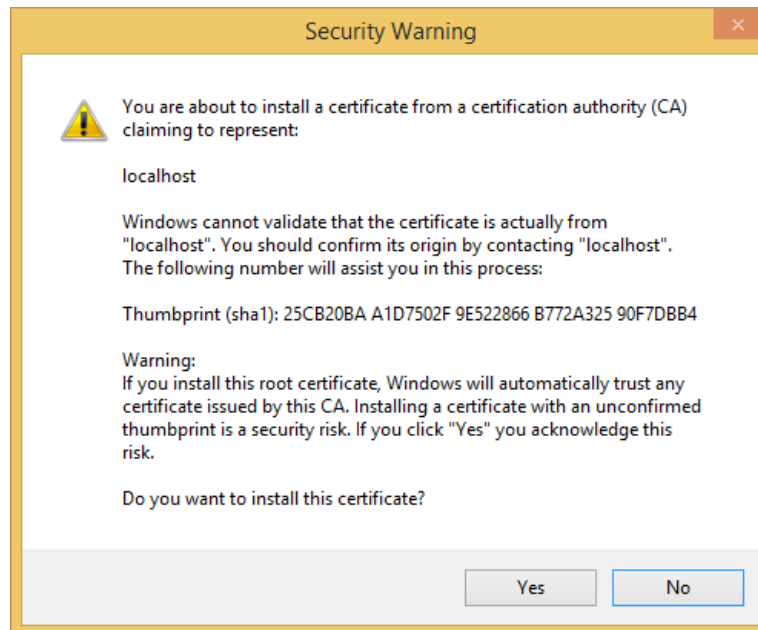 Security Warning
You are about to install a certificate from a certification authority (CA)
claiming to represent:
localhost
Windows cannot validate that the certificate is actually from
"localhost". You should confirm its origin by contacting "localhost".
The following number will assist you in this process:
Thumbprint (sha1): 25CB20BA A1D7502F 9E522866 B772A325 90F7DBB4
Warning:
If you install this root certificate, Windows will automatically trust any
certificate issued by this CA. Installing a certificate with an unconfirmed
thumbprint is a security risk. If you click "Yes" you acknowledge this
risk.
Do you want to install this certificate?
Yes No